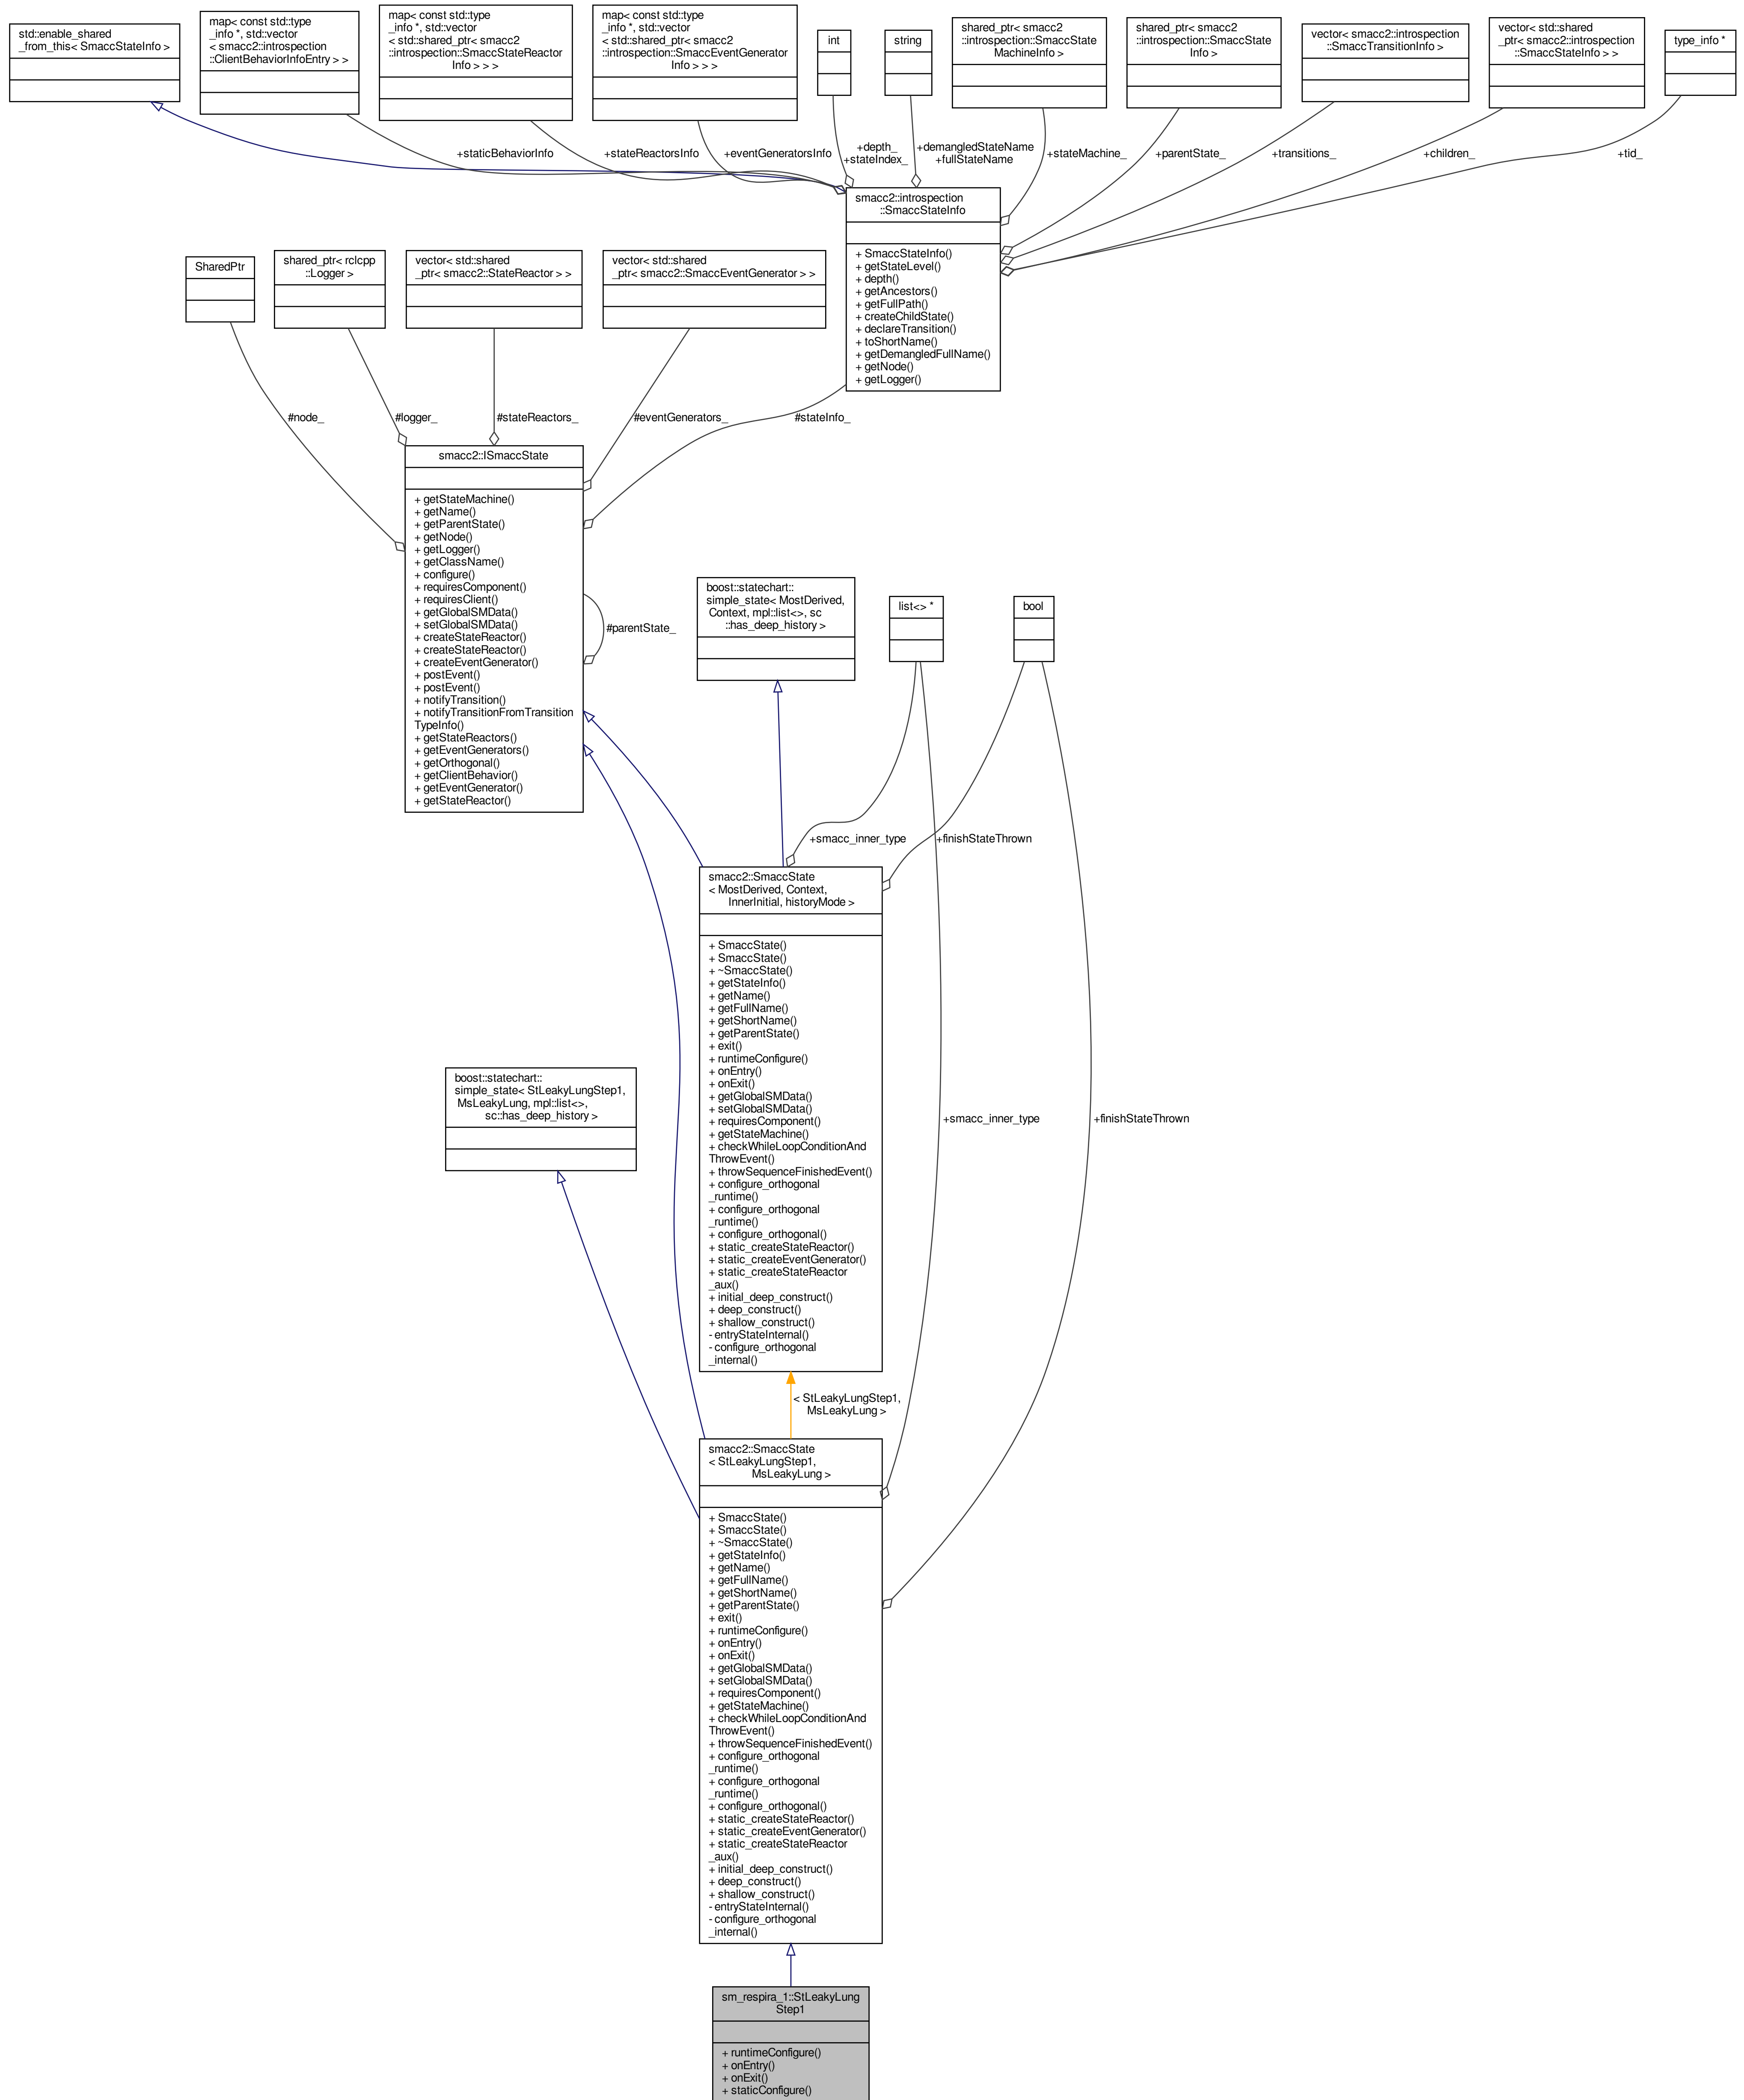 std::enable_shared
_from_this< SmaccStateInfo >
map< const std::type
_info *, std::vector
< smacc2::introspection
::ClientBehaviorInfoEntry > >
map< const std::type
_info *, std::vector
< std::shared_ptr< smacc2
::introspection::SmaccStateReactor
Info > > >
map< const std::type
_info *, std::vector
< std::shared_ptr< smacc2
::introspection::SmaccEventGenerator
Info > > >
int
string
shared_ptr< smacc2
::introspection::SmaccState
MachineInfo >
shared_ptr< smacc2
::introspection::SmaccState
Info >
vector< smacc2::introspection
::SmaccTransitionInfo >
vector< std::shared
_ptr< smacc2::introspection
::SmaccStateInfo > >
type_info *
+staticBehaviorInfo
+stateReactorsInfo
+eventGeneratorsInfo
+depth_
+stateIndex_
+demangledStateName
+fullStateName
+stateMachine_
+parentState_
+transitions_
+children_
+tid_
smacc2::introspection
::SmaccStateInfo
+ SmaccStateInfo()
+ getStateLevel()
+ depth()
+ getAncestors()
+ getFullPath()
+ createChildState()
+ declareTransition()
+ toShortName()
+ getDemangledFullName()
+ getNode()
+ getLogger()
SharedPtr
shared_ptr< rclcpp
::Logger >
vector< std::shared
_ptr< smacc2::StateReactor > >
vector< std::shared
_ptr< smacc2::SmaccEventGenerator > >
#node_
#logger_
#stateReactors_
#eventGenerators_
#stateInfo_
smacc2::ISmaccState
+ getStateMachine()
+ getName()
+ getParentState()
+ getNode()
+ getLogger()
+ getClassName()
+ configure()
+ requiresComponent()
+ requiresClient()
+ getGlobalSMData()
+ setGlobalSMData()
+ createStateReactor()
+ createStateReactor()
+ createEventGenerator()
+ postEvent()
+ postEvent()
+ notifyTransition()
+ notifyTransitionFromTransition
TypeInfo()
+ getStateReactors()
+ getEventGenerators()
+ getOrthogonal()
+ getClientBehavior()
+ getEventGenerator()
+ getStateReactor()
#parentState_
boost::statechart::
simple_state< MostDerived,
Context, mpl::list<>, sc
::has_deep_history >
list<> *
bool
+smacc_inner_type
+finishStateThrown
smacc2::SmaccState
< MostDerived, Context,
InnerInitial, historyMode >
+ SmaccState()
+ SmaccState()
+ ~SmaccState()
+ getStateInfo()
+ getName()
+ getFullName()
+ getShortName()
+ getParentState()
+ exit()
+ runtimeConfigure()
+ onEntry()
+ onExit()
+ getGlobalSMData()
+ setGlobalSMData()
+ requiresComponent()
+ getStateMachine()
+ checkWhileLoopConditionAnd
ThrowEvent()
+ throwSequenceFinishedEvent()
+ configure_orthogonal
_runtime()
+ configure_orthogonal
_runtime()
+ configure_orthogonal()
+ static_createStateReactor()
+ static_createEventGenerator()
+ static_createStateReactor
_aux()
+ initial_deep_construct()
+ deep_construct()
+ shallow_construct()
- entryStateInternal()
- configure_orthogonal
_internal()
boost::statechart::
simple_state< StLeakyLungStep1,
MsLeakyLung, mpl::list<>,
sc::has_deep_history >
+smacc_inner_type
+finishStateThrown
< StLeakyLungStep1,
MsLeakyLung >
smacc2::SmaccState
< StLeakyLungStep1,
MsLeakyLung >
+ SmaccState()
+ SmaccState()
+ ~SmaccState()
+ getStateInfo()
+ getName()
+ getFullName()
+ getShortName()
+ getParentState()
+ exit()
+ runtimeConfigure()
+ onEntry()
+ onExit()
+ getGlobalSMData()
+ setGlobalSMData()
+ requiresComponent()
+ getStateMachine()
+ checkWhileLoopConditionAnd
ThrowEvent()
+ throwSequenceFinishedEvent()
+ configure_orthogonal
_runtime()
+ configure_orthogonal
_runtime()
+ configure_orthogonal()
+ static_createStateReactor()
+ static_createEventGenerator()
+ static_createStateReactor
_aux()
+ initial_deep_construct()
+ deep_construct()
+ shallow_construct()
- entryStateInternal()
- configure_orthogonal
_internal()
sm_respira_1::StLeakyLung
Step1
+ runtimeConfigure()
+ onEntry()
+ onExit()
+ staticConfigure()